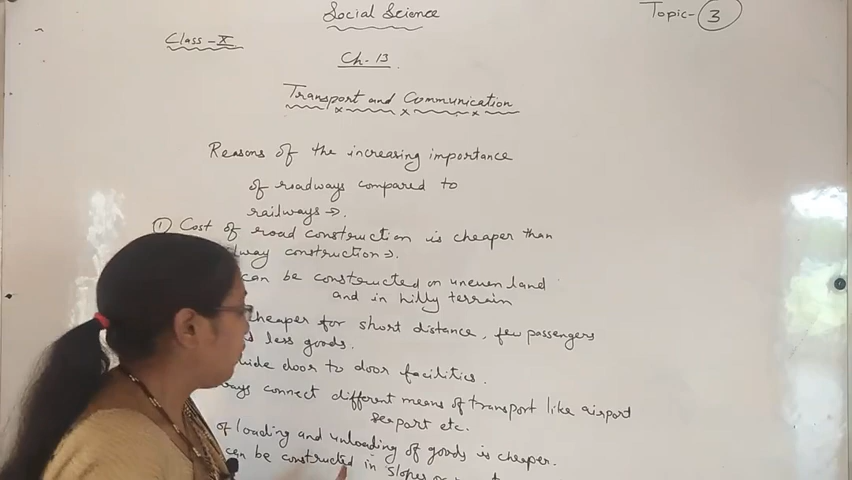 Social Science
Topic- 3
Class - X
Ch. 13.
Transport and Communication
Reasons of the increasing importance
of roadways compared to
railways →.
① Cost of road construction is cheaper than
construction →.
can be constructed on uneven land
and in hilly terrain
cheaper for short distance, few passengers
less goods.
door to door facilities.
connect different means of transport like airport
seaport etc.
of loading and unloading of goods is cheaper.
can be constructed in slopes